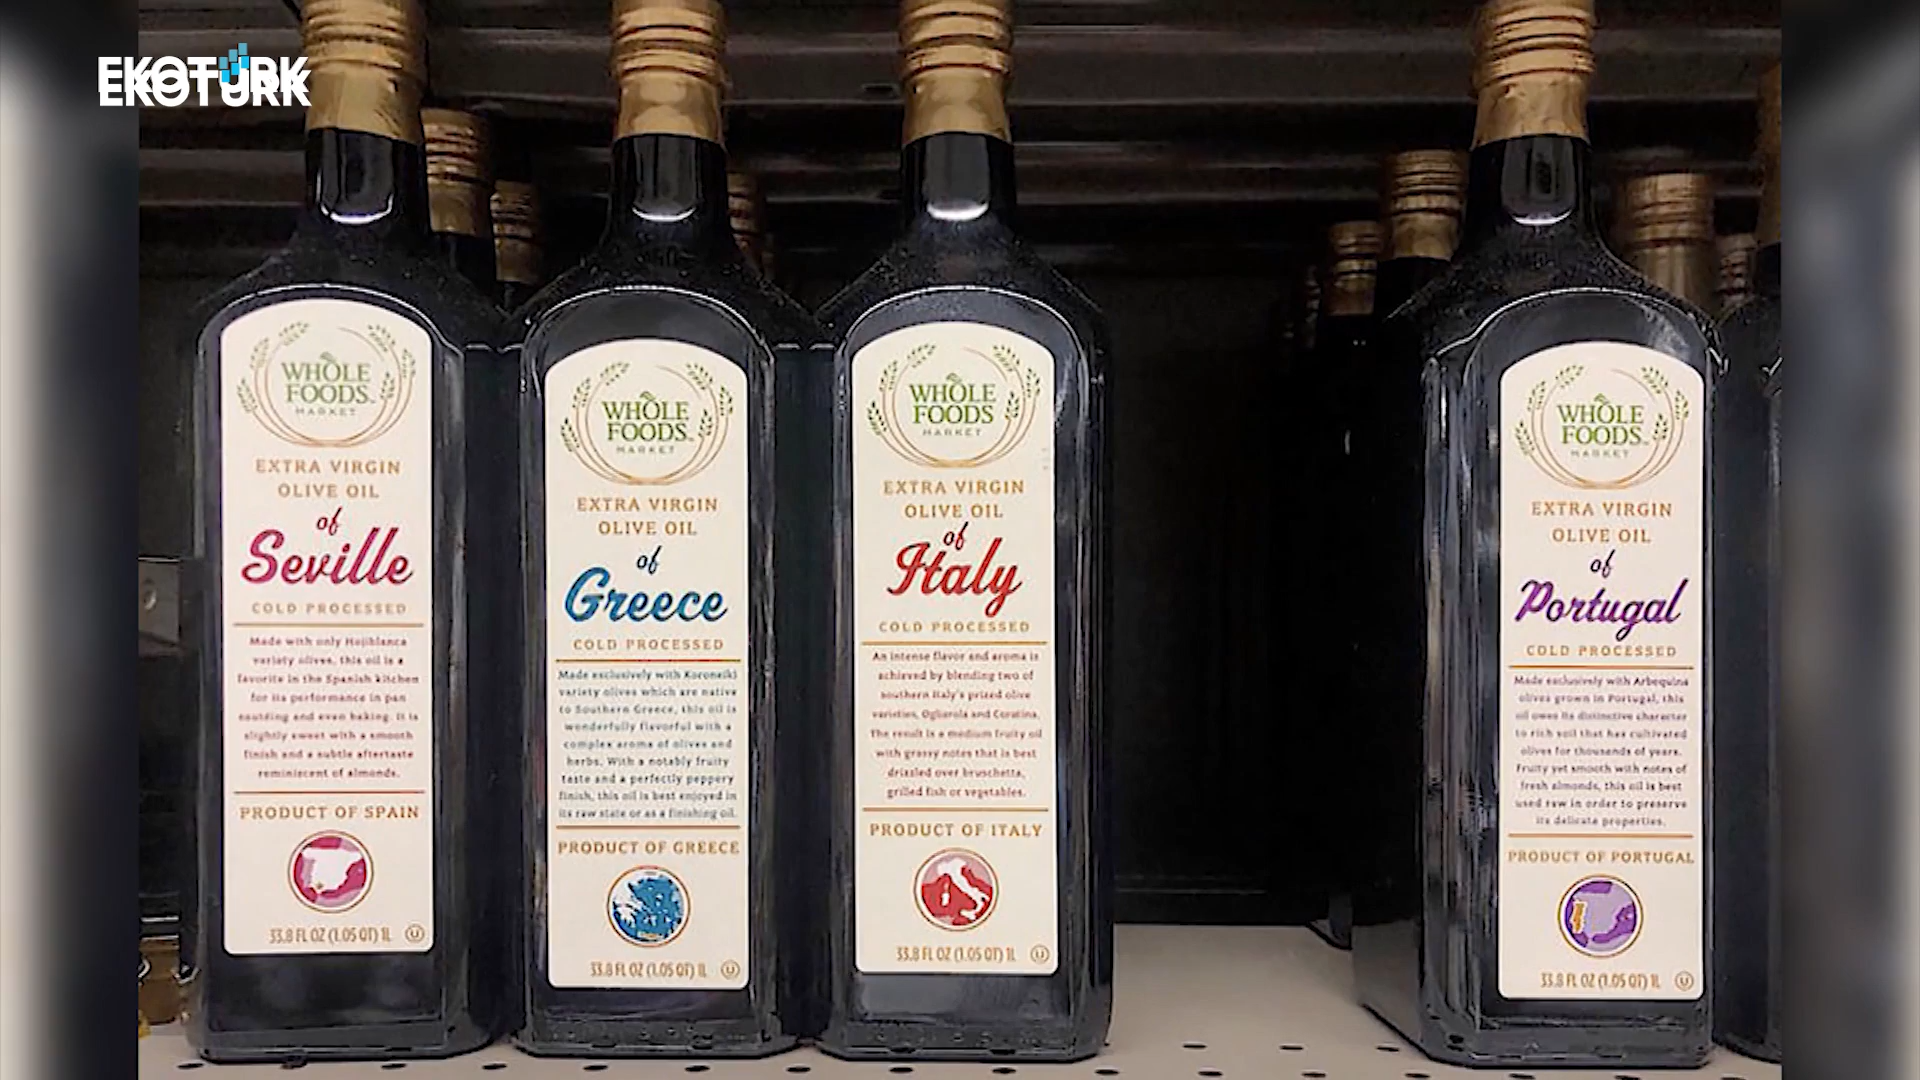 EKOTÜRK
EKOTÜRK
WHOLE
FOODS
MARKET
EXTRA VIRGIN
OLIVE OIL
of
Seville
COLD PROCESSED
Made with only Hojiblanca
variety olives, this oil is a
favorite in the Spanish kitchen
for its performance in pan
sautéing and even baking. It is
slightly sweet with a smooth
finish and a subtle aftertaste
reminiscent of almonds.
PRODUCT OF SPAIN
33.8 FL OZ (1.05 QT) 1L
WHOLE
FOODS
MARKET
EXTRA VIRGIN
OLIVE OIL
of
Greece
COLD PROCESSED
Made exclusively with Koroneiki
variety olives which are native
to Southern Greece, this oil is
wonderfully flavorful with a
complex aroma of olives and
herbs. With a notably fruity
taste and a perfectly peppery
finish, this oil is best enjoyed in
its raw state or as a finishing oil.
PRODUCT OF GREECE
33.8 FL OZ (1.05 QT) 1L
WHOLE
FOODS
MARKET
EXTRA VIRGIN
OLIVE OIL
of
Italy
COLD PROCESSED
An intense flavor and aroma is
achieved by blending two of
southern Italy's prized olive
varieties, Ogliarola and Coratina.
The result is a medium fruity oil
with grassy notes that is best
drizzled over bruschetta,
grilled fish or vegetables.
PRODUCT OF ITALY
33.8 FL OZ (1.05 QT) 1L
WHOLE
FOODS
MARKET
EXTRA VIRGIN
OLIVE OIL
of
Portugal
COLD PROCESSED
Made exclusively with Arbequina
olives grown in Portugal, this
oil owes its distinctive character
to rich soil that has cultivated
olives for thousands of years.
Fruity yet smooth with notes of
fresh almonds, this oil is best
used raw in order to preserve
its delicate properties.
PRODUCT OF PORTUGAL
33.8 FL OZ (1.05 QT) 1L